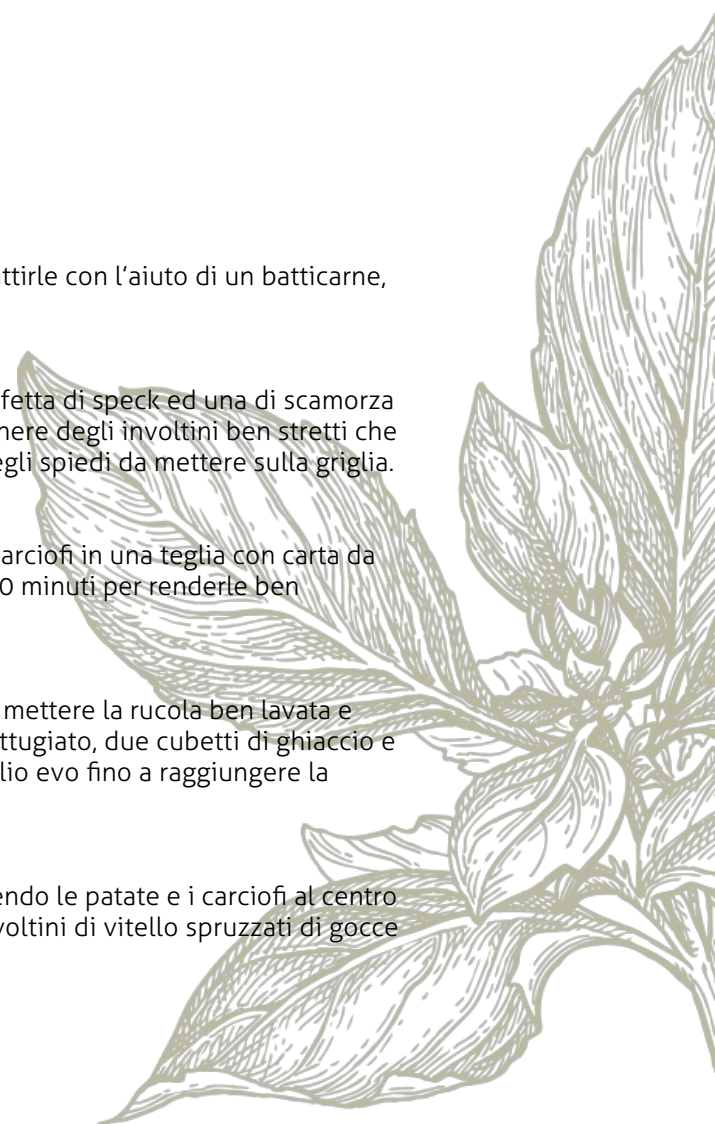 ttirle con l'aiuto di un batticarne,
fetta di speck ed una di scamorza
nere degli involtini ben stretti che
egli spiedi da mettere sulla griglia.
arciofi in una teglia con carta da
0 minuti per renderle ben
mettere la rucola ben lavata e
ttugiato, due cubetti di ghiaccio e
lio evo fino a raggiungere la
endo le patate e i carciofi al centro
voltini di vitello spruzzati di gocce